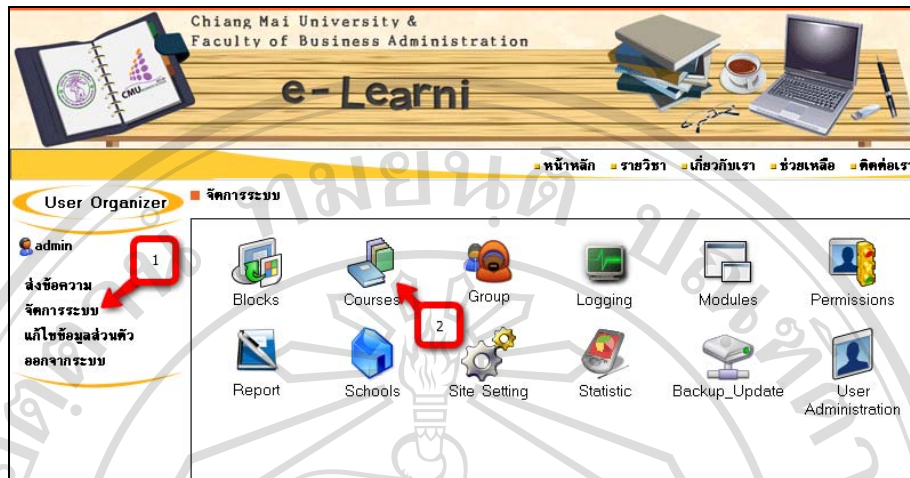 Chiang Mai University &
Faculty of Business Administration
e-Learni
CMU
หน้าหลัก รายวิชา เกี่ยวกับเรา ช่วยเหลือ ติดต่อเรา
User Organizer
จัดการระบบ
admin
1
ส่งข้อความ
จัดการระบบ
แก้ไขข้อมูลส่วนตัว
ออกจากระบบ
Blocks Courses Group Logging Modules Permissions
2
Report Schools Site Setting Statistic Backup_Update User
Administration